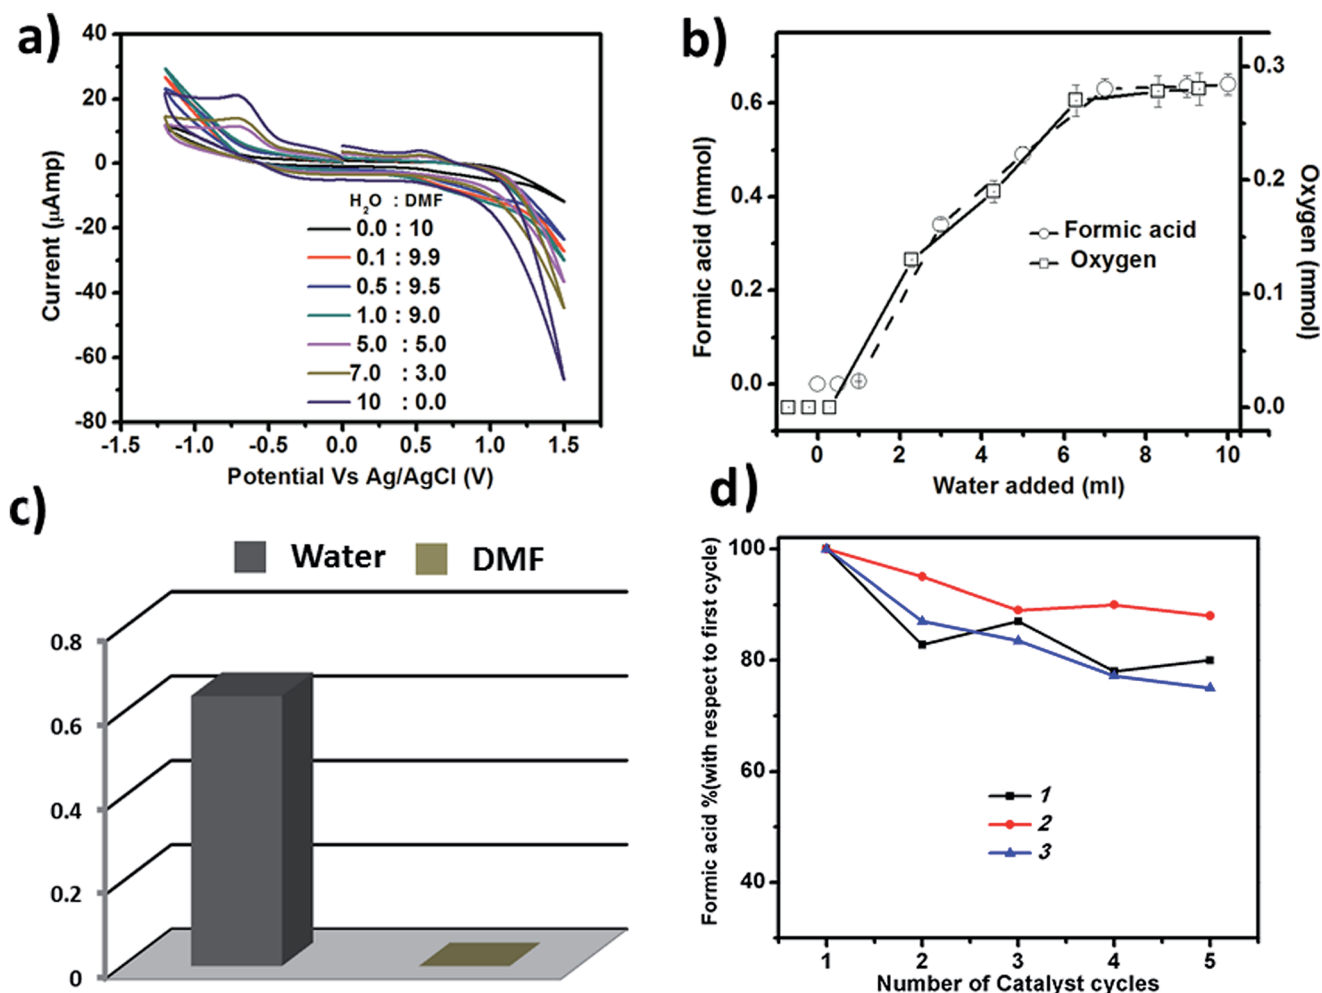 a)
40
20
0
-20
-40
-60
-80
Current (μAmp)
H2O : DMF
0.0 : 10
0.1 : 9.9
0.5 : 9.5
1.0 : 9.0
5.0 : 5.0
7.0 : 3.0
10 : 0.0
-1.5 -1.0 -0.5 0.0 0.5 1.0 1.5
Potential Vs Ag/AgCl (V)
b)
0.6
0.4
0.2
0.0
Formic acid (mmol)
Formic acid
Oxygen
0.3
0.2
0.1
0.0
Oxygen (mmol)
0 2 4 6 8 10
Water added (ml)
c)
Water DMF
0.8
0.6
0.4
0.2
0
d)
100
80
60
40
Formic acid %(with respect to first cycle)
1
2
3
1 2 3 4 5
Number of Catalyst cycles